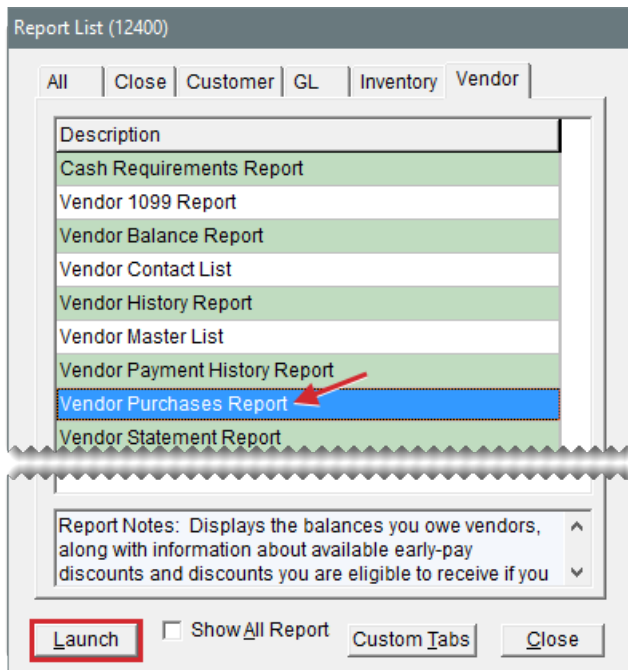 Report List (12400)
All Close Customer GL Inventory Vendor
Description
Cash Requirements Report
Vendor 1099 Report
Vendor Balance Report
Vendor Contact List
Vendor History Report
Vendor Master List
Vendor Payment History Report
Vendor Purchases Report
Vendor Statement Report
Report Notes: Displays the balances you owe vendors,
along with information about available early-pay
discounts and discounts you are eligible to receive if you
Launch Show All Report Custom Tabs Close